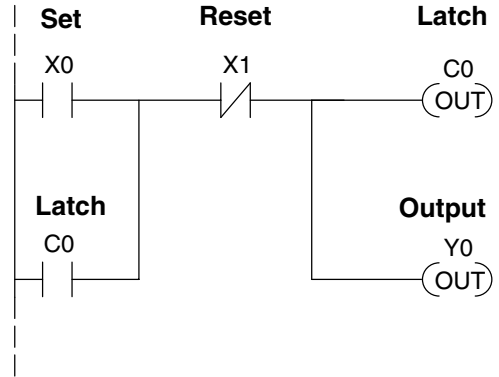 Set Reset Latch
X0 X1 C0
OUT
Latch Output
C0 Y0
OUT